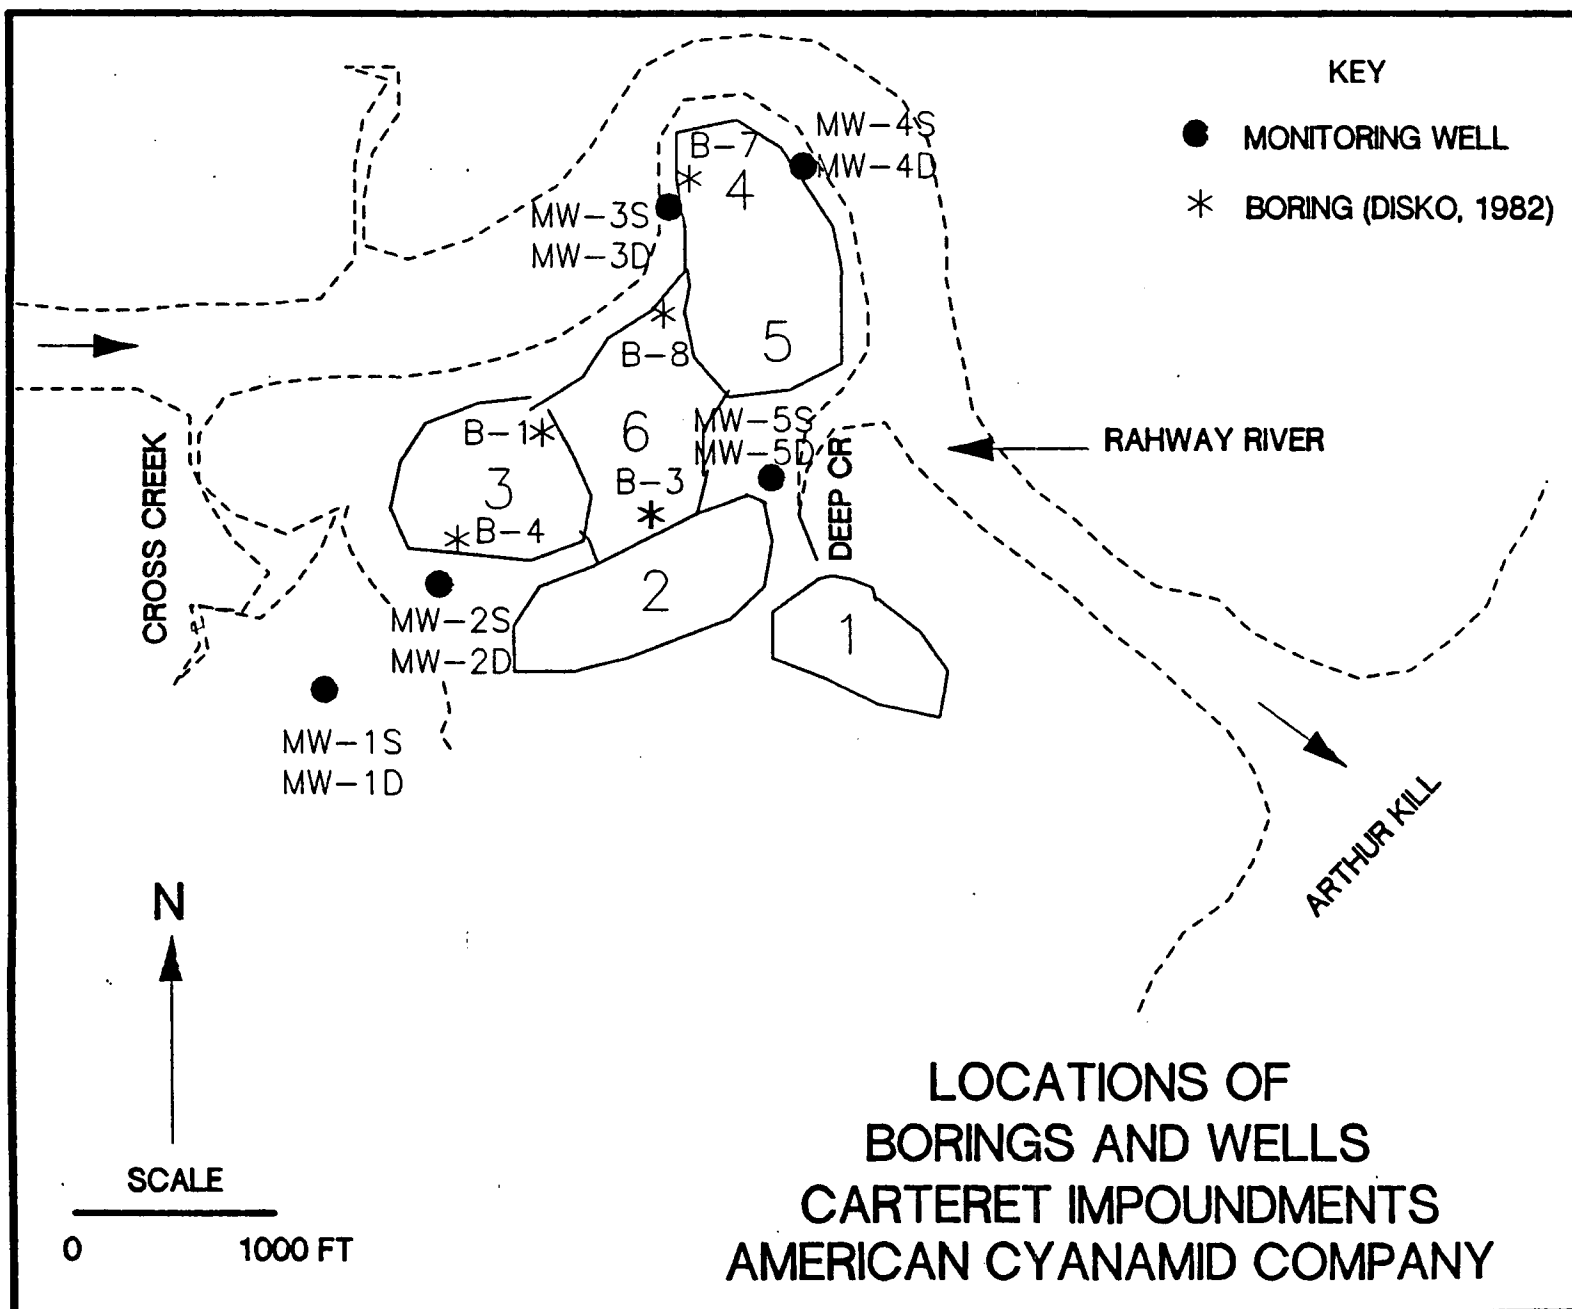 KEY
MONITORING WELL
BORING (DISKO, 1982)
MW-4S
MW-4D
B-7
4
MW-3S
MW-3D
5
B-8
MW-5S
MW-5D
6
B-1
B-3
3
B-4
DEEP CR
RAHWAY RIVER
CROSS CREEK
2
1
MW-2S
MW-2D
MW-1S
MW-1D
ARTHUR KILL
N
SCALE
0 1000 FT
LOCATIONS OF
BORINGS AND WELLS
CARTERET IMPOUNDMENTS
AMERICAN CYANAMID COMPANY